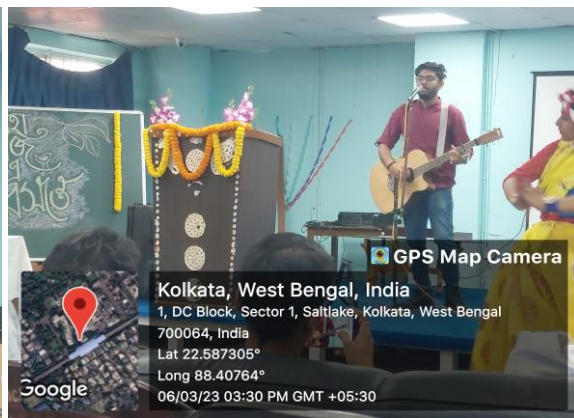 GPS Map Camera
Kolkata, West Bengal, India
1, DC Block, Sector 1, Saltlake, Kolkata, West Bengal
700064, India
Lat 22.587305°
Long 88.40764°
06/03/23 03:30 PM GMT +05:30
Google